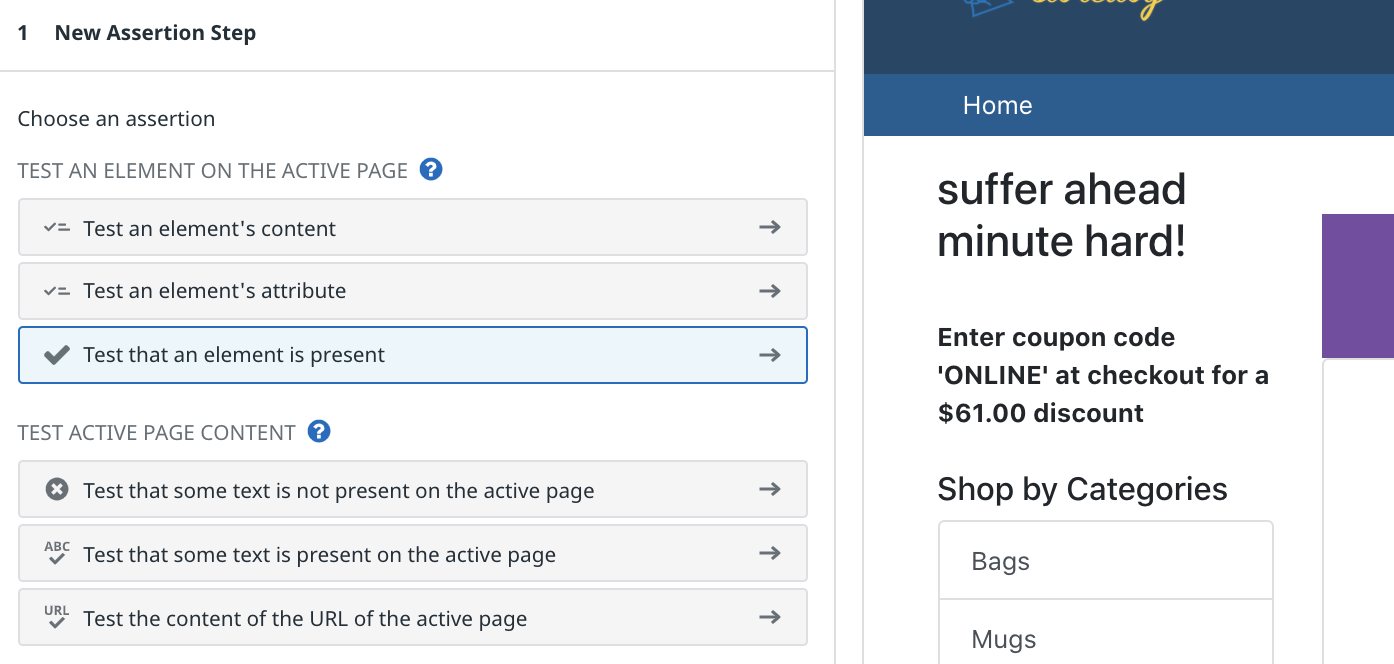 1 New Assertion Step
Choose an assertion
TEST AN ELEMENT ON THE ACTIVE PAGE ?
Test an element's content
Test an element's attribute
Test that an element is present
TEST ACTIVE PAGE CONTENT ?
Test that some text is not present on the active page
ABC
Test that some text is present on the active page
URL
Test the content of the URL of the active page
Home
suffer ahead
minute hard!
Enter coupon code
'ONLINE' at checkout for a
$61.00 discount
Shop by Categories
Bags
Mugs